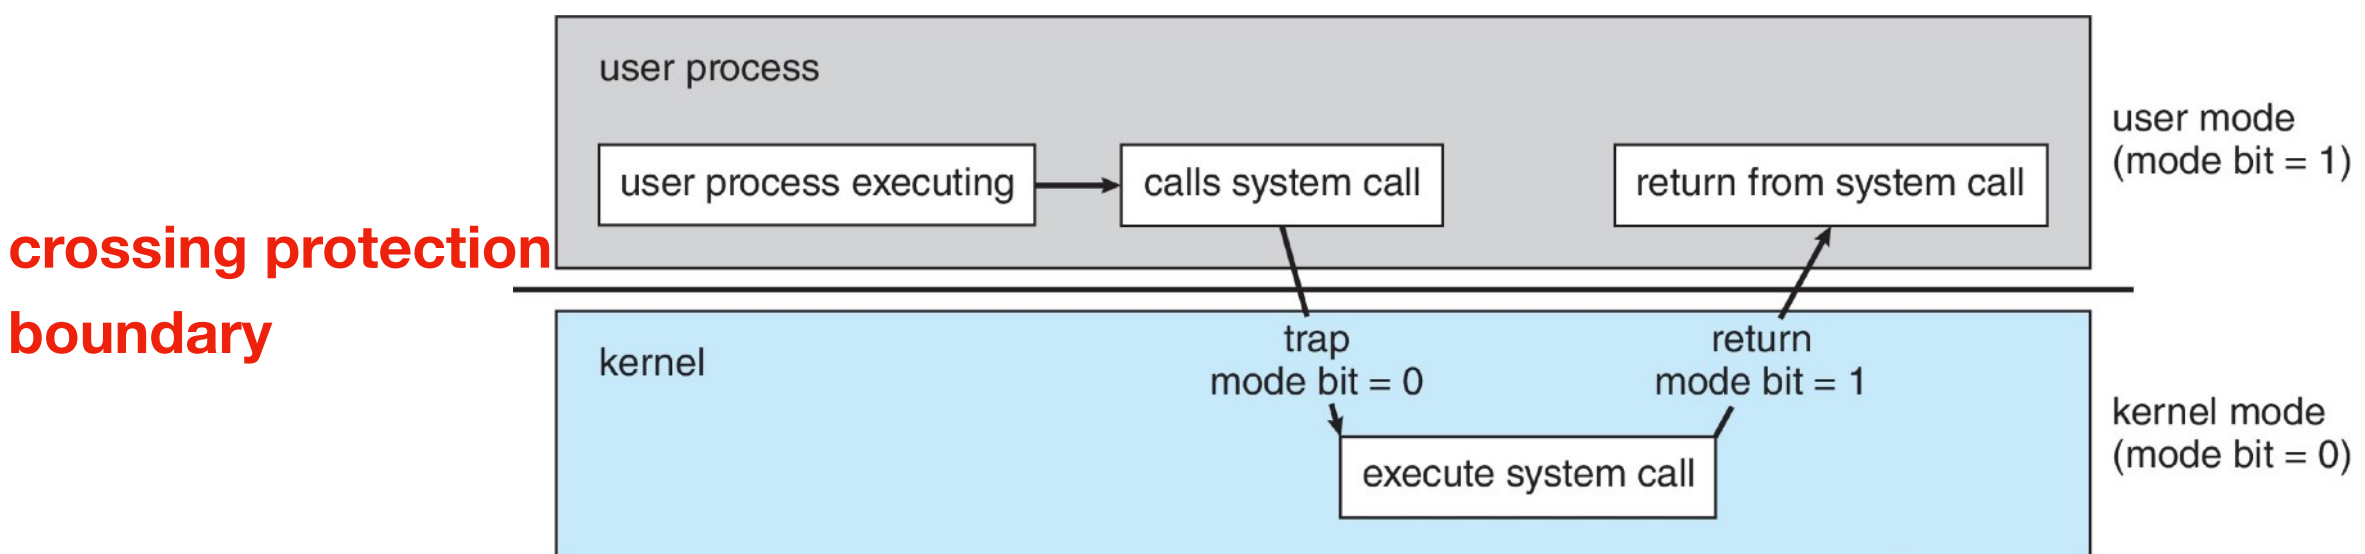 user process
user process executing
calls system call
return from system call
user mode
(mode bit = 1)
crossing protection
boundary
kernel
trap
mode bit = 0
return
mode bit = 1
execute system call
kernel mode
(mode bit = 0)